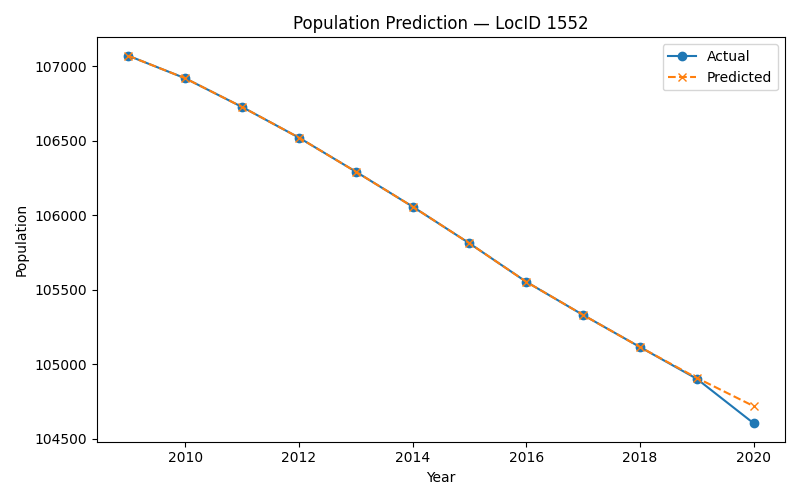 Population Prediction — LocID 1552
Actual
Predicted
107000
106500
106000
105500
105000
104500
Population
2010 2012 2014 2016 2018 2020
Year